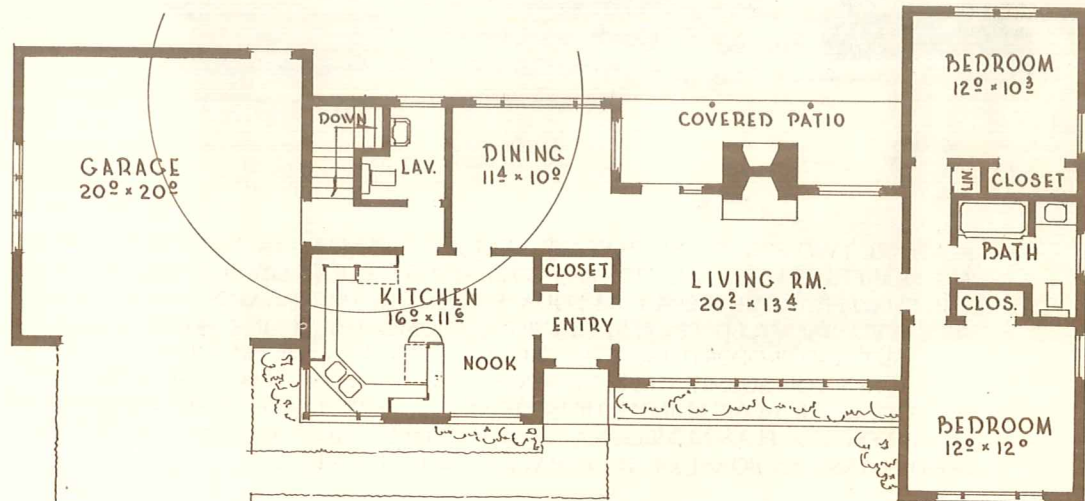 BEDROOM
12⁰ × 10³
DOWN
COVERED PATIO
GARAGE
20⁰ × 20⁰
LAV.
DINING
11⁴ × 10⁰
LIN.
CLOSET
BATH
CLOSET
LIVING RM.
20² × 13⁴
KITCHEN
16⁰ × 11⁶
CLOS.
ENTRY
NOOK
BEDROOM
12⁰ × 12⁰